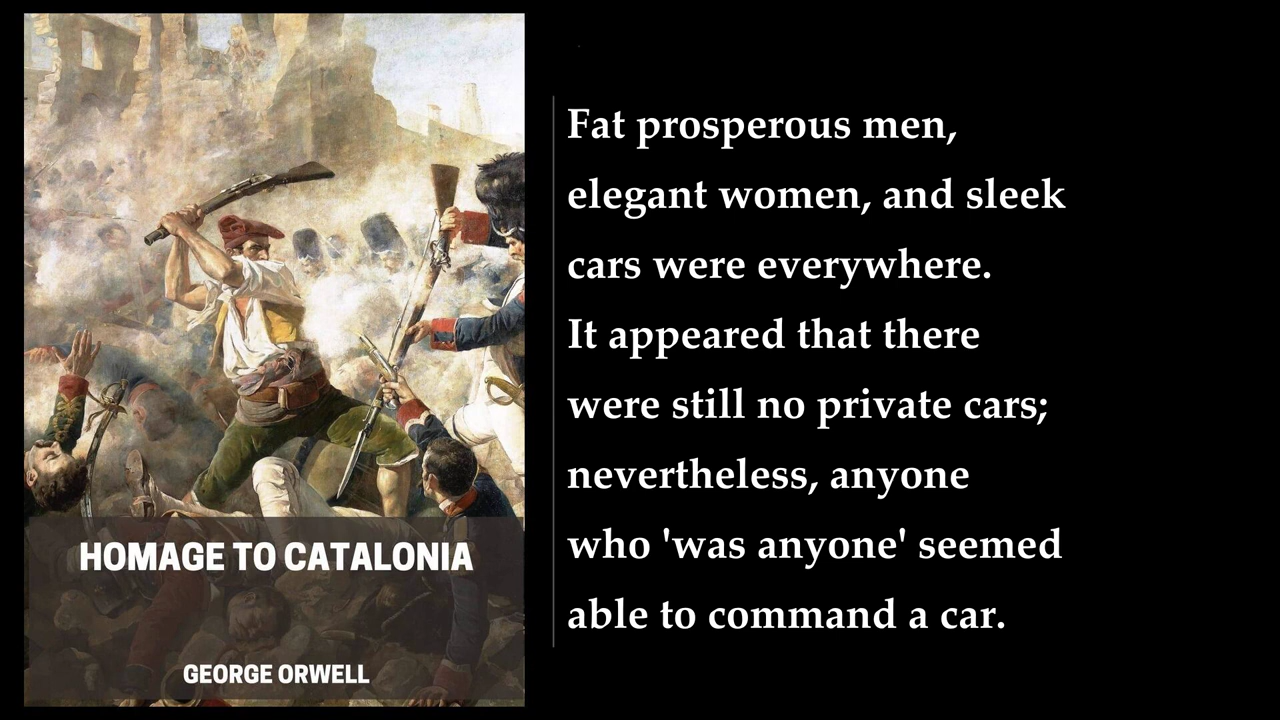 HOMAGE TO CATALONIA
GEORGE ORWELL
Fat prosperous men,
elegant women, and sleek
cars were everywhere.
It appeared that there
were still no private cars;
nevertheless, anyone
who 'was anyone' seemed
able to command a car.